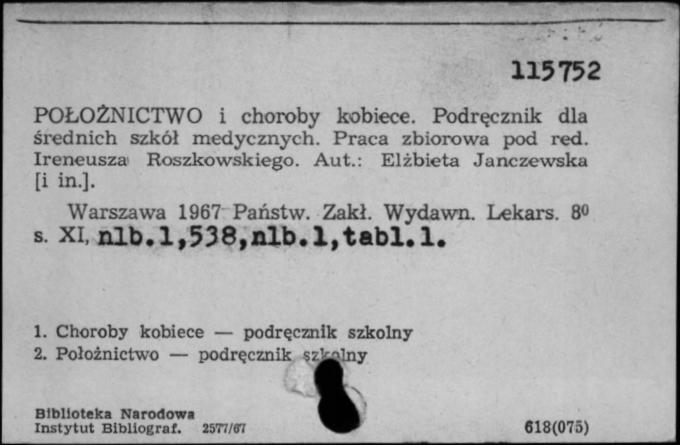 115752
POŁOŻNICTWO i choroby kobiece. Podręcznik dla
średnich szkół medycznych. Praca zbiorowa pod red.
Ireneusza Roszkowskiego. Aut.: Elżbieta Janczewska
[i in.].
Warszawa 1967 Państw. Zakł. Wydawn. Lekars. 8⁰
s. XI, nlb.1,538,nlb.1,tabl.1.
1. Choroby kobiece — podręcznik szkolny
2. Położnictwo — podręcznik szkolny
Biblioteka Narodowa
Instytut Bibliograf. 2577/67 618(075)